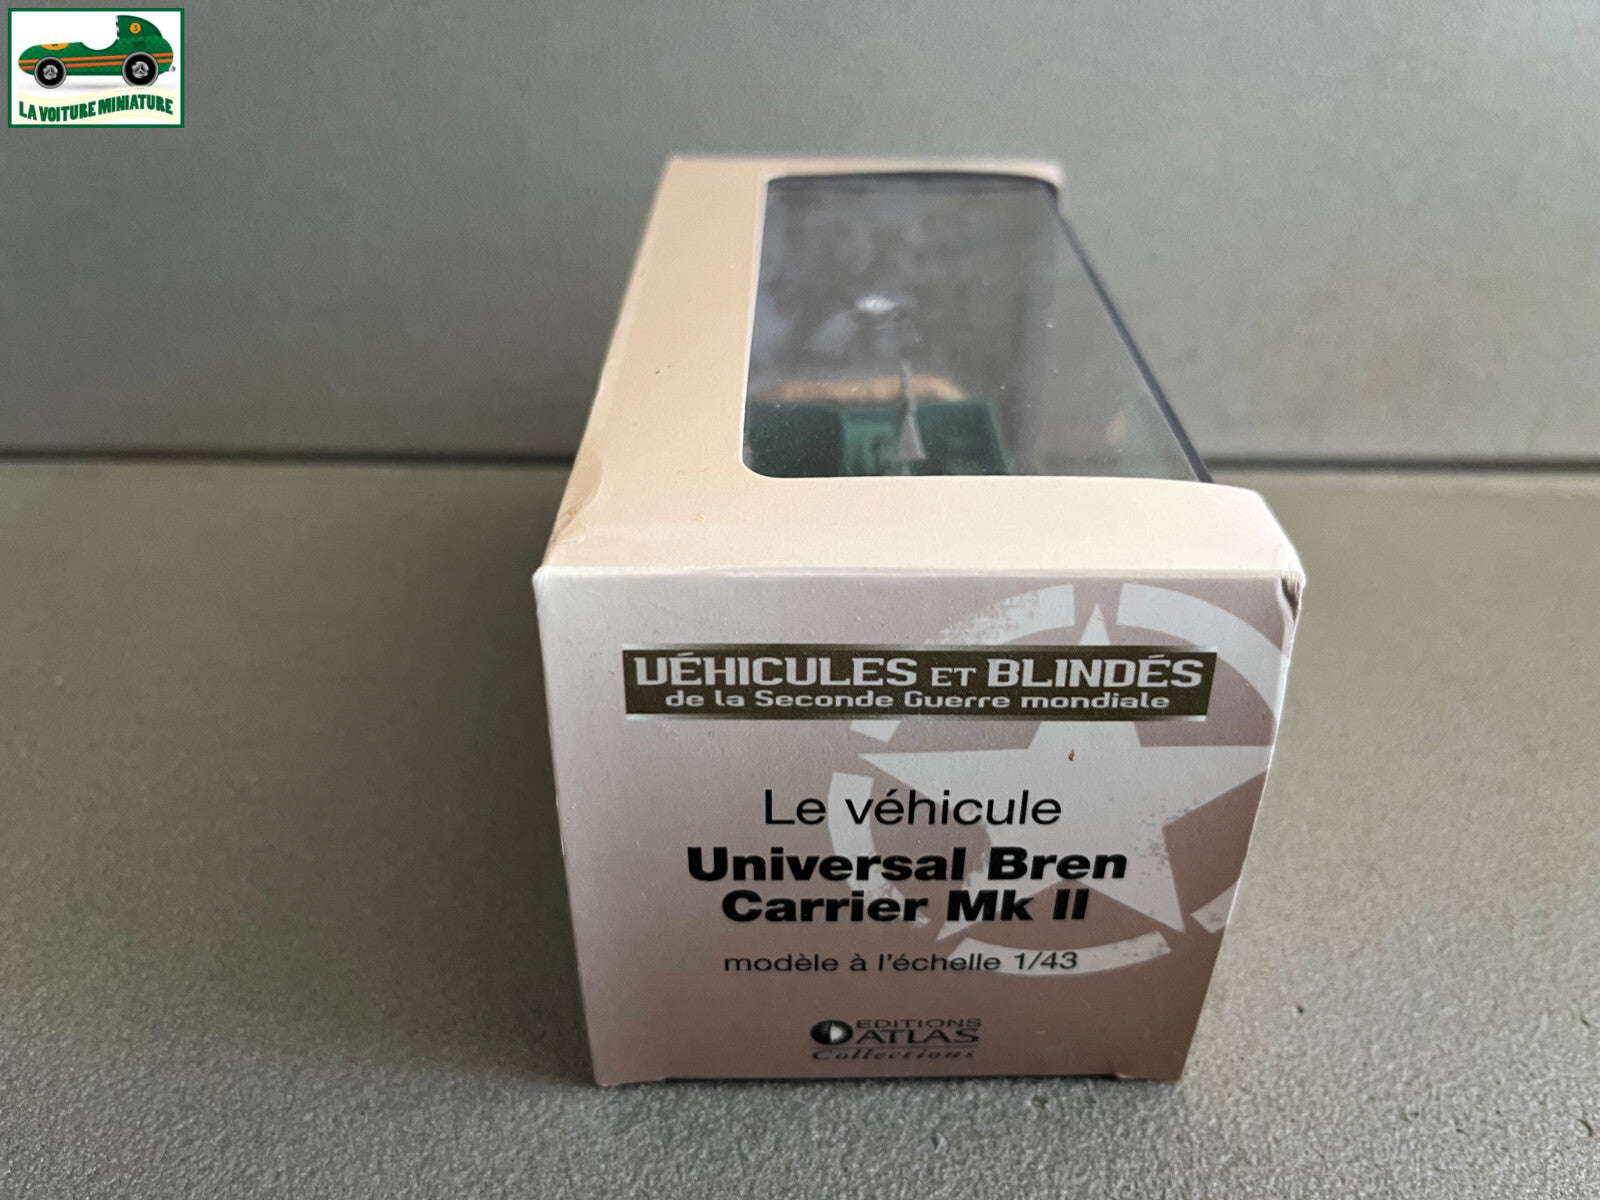 LA VOITURE MINIATURE
VÉHICULES ET BLINDÉS
de la Seconde Guerre mondiale
Le véhicule
Universal Bren
Carrier Mk II
modèle à l'échelle 1/43
EDITIONS
ATLAS
Collections